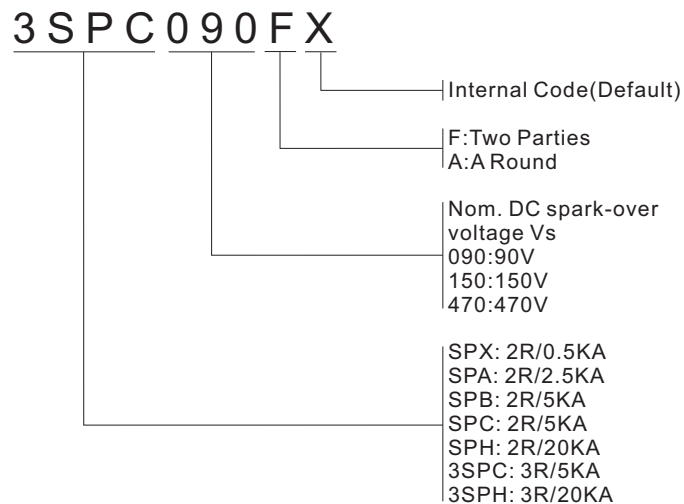 3SPC090FX
Internal Code(Default)
F:Two Parties
A:A Round
Nom. DC spark-over
voltage Vs
090:90V
150:150V
470:470V
SPX: 2R/0.5KA
SPA: 2R/2.5KA
SPB: 2R/5KA
SPC: 2R/5KA
SPH: 2R/20KA
3SPC: 3R/5KA
3SPH: 3R/20KA